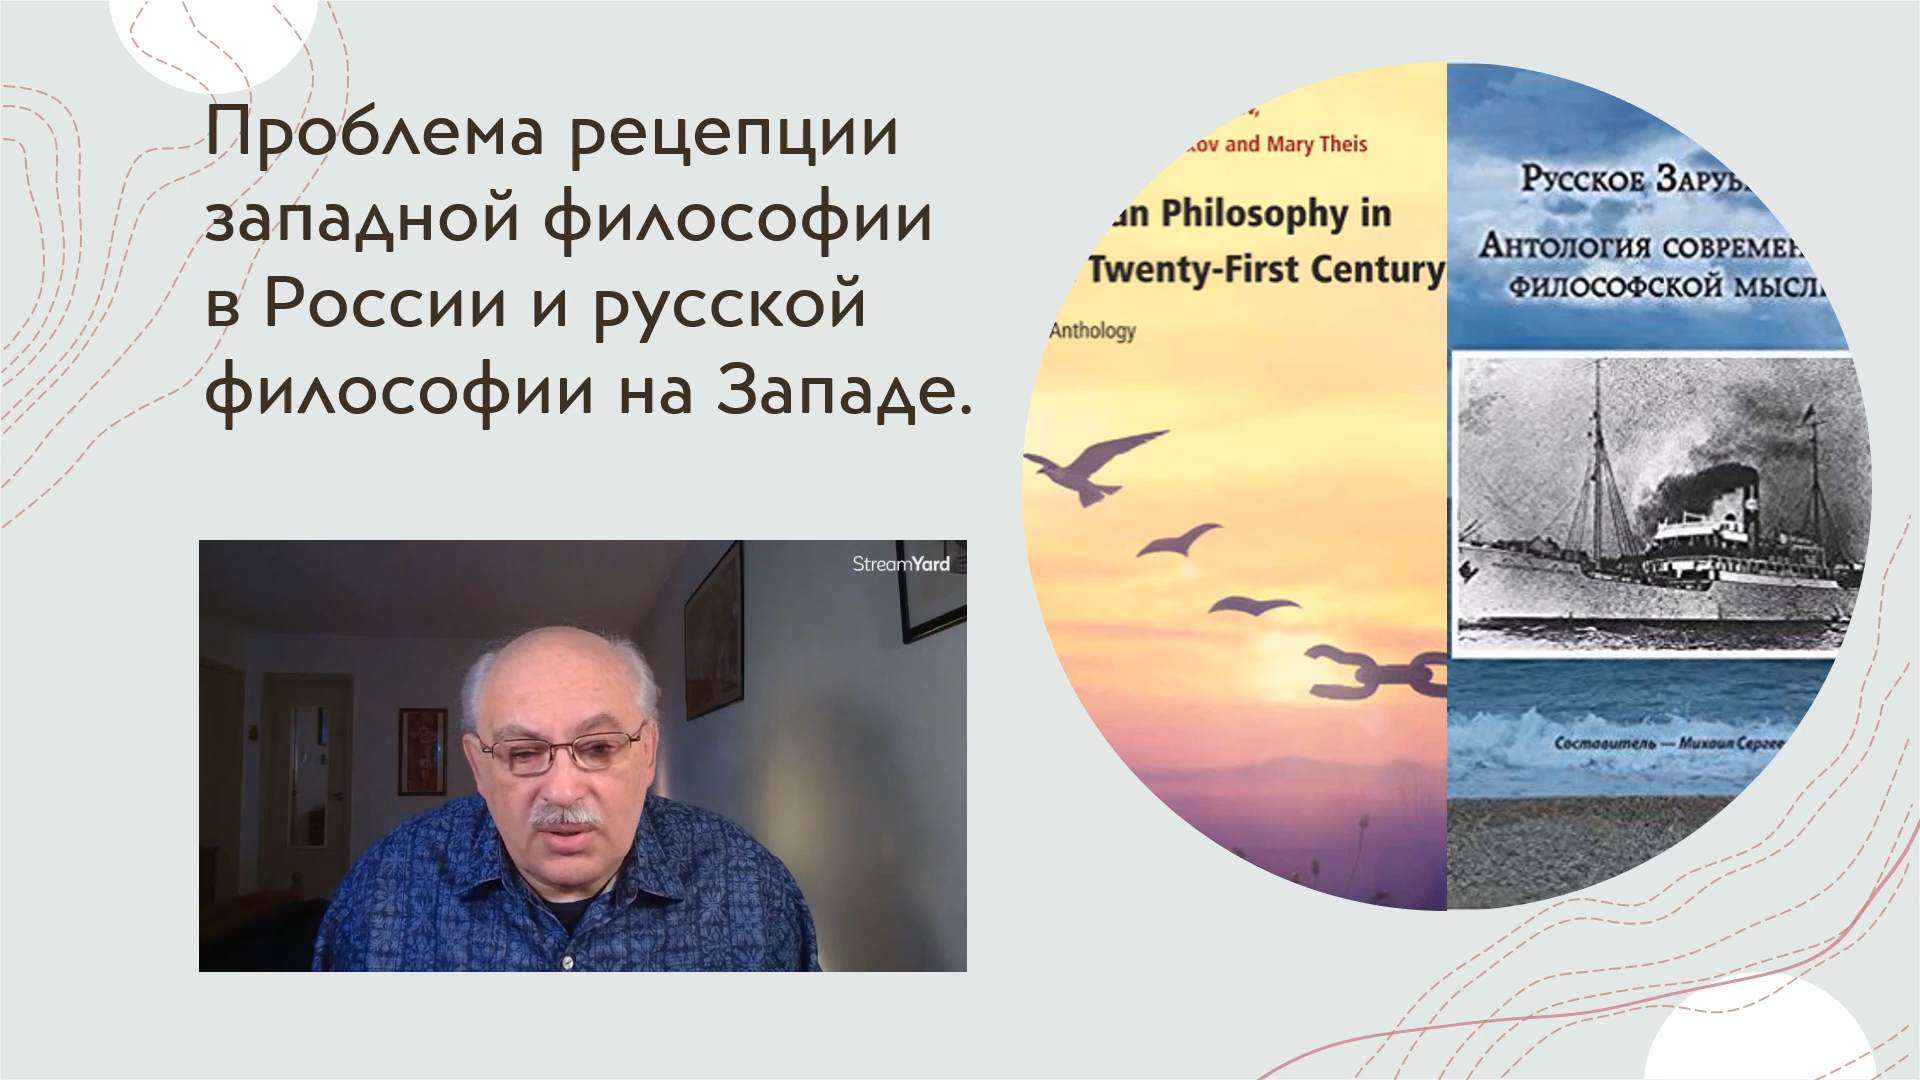 Проблема рецепции
западной философии
в России и русской
философии на Западе.
StreamYard
and Mary Theis
Philosophy in
Twenty-First Century
Anthology
Русское
Антология
философской
Составитель — Михаил